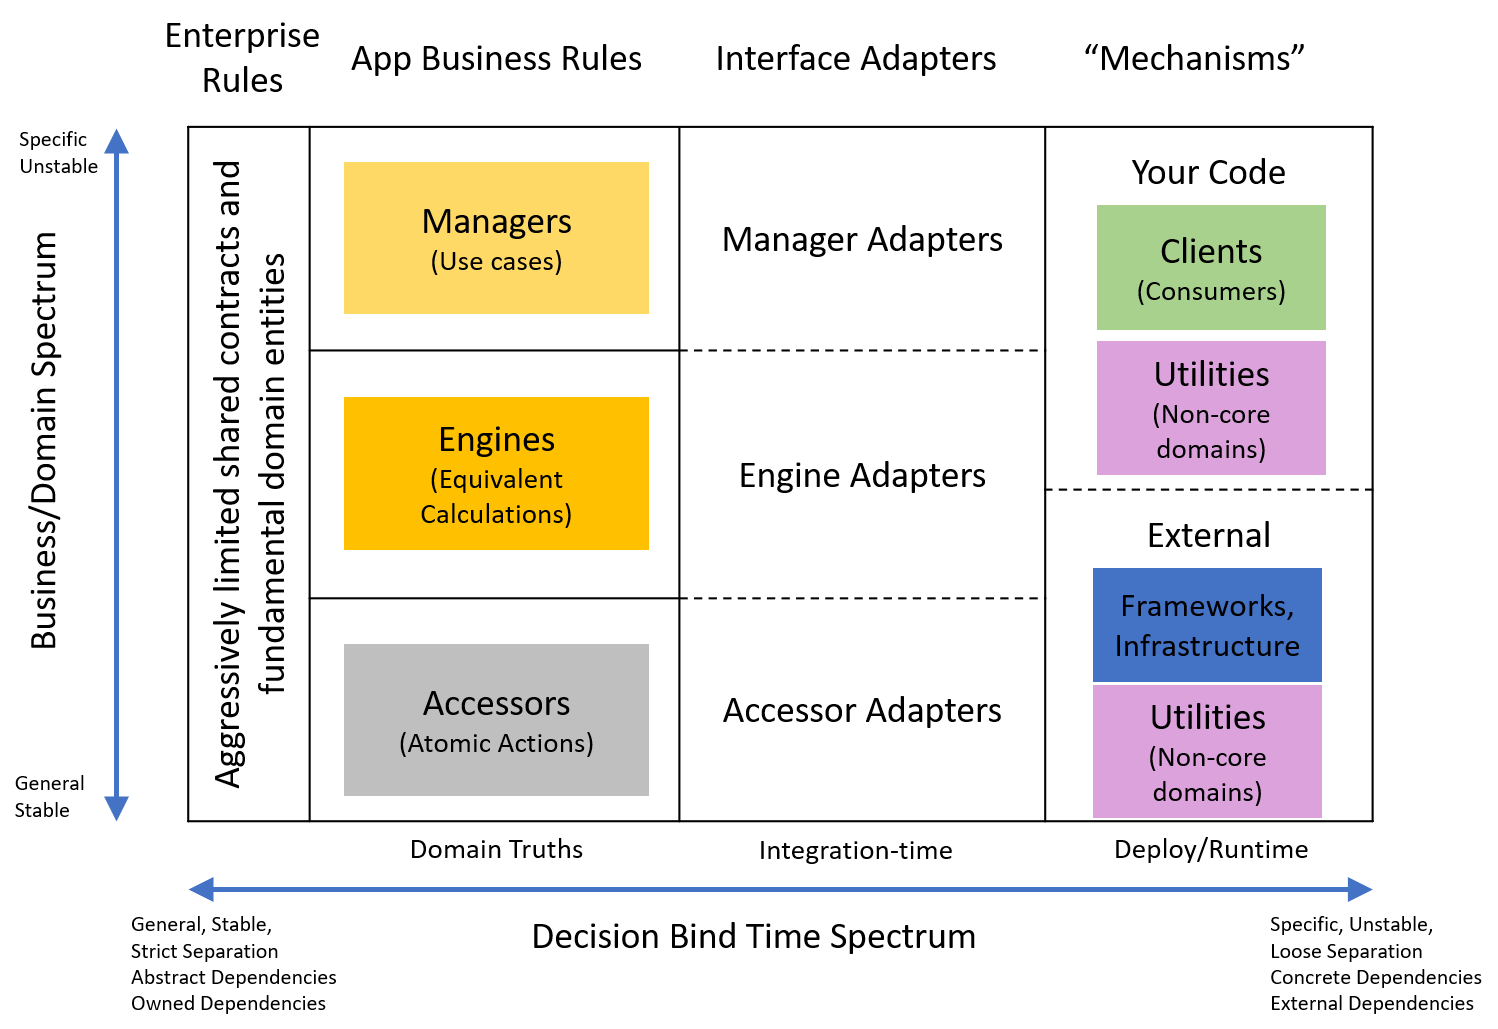 Enterprise
Rules
App Business Rules
Interface Adapters
“Mechanisms”
Specific
Unstable
Business/Domain Spectrum
General
Stable
Aggressively limited shared contracts and
fundamental domain entities
Managers
(Use cases)
Engines
(Equivalent
Calculations)
Accessors
(Atomic Actions)
Manager Adapters
Engine Adapters
Accessor Adapters
Your Code
Clients
(Consumers)
Utilities
(Non-core
domains)
External
Frameworks,
Infrastructure
Utilities
(Non-core
domains)
Domain Truths
Integration-time
Deploy/Runtime
General, Stable,
Strict Separation
Abstract Dependencies
Owned Dependencies
Decision Bind Time Spectrum
Specific, Unstable,
Loose Separation
Concrete Dependencies
External Dependencies